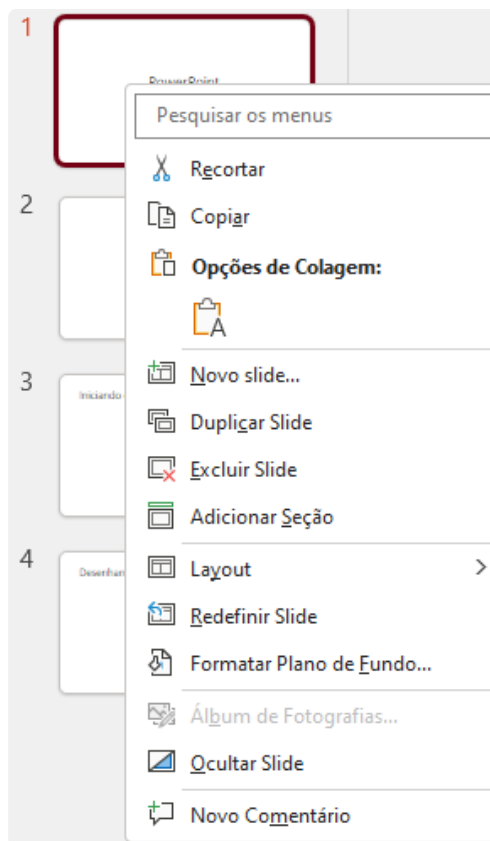 1
PowerPoint
Pesquisar os menus
Recortar
2
Copiar
Opções de Colagem:
A
Novo slide...
3
Iniciando
Duplicar Slide
Excluir Slide
Adicionar Seção
4
Layout
Redefinir Slide
Formatar Plano de Fundo...
Álbum de Fotografias...
Ocultar Slide
Novo Comentário